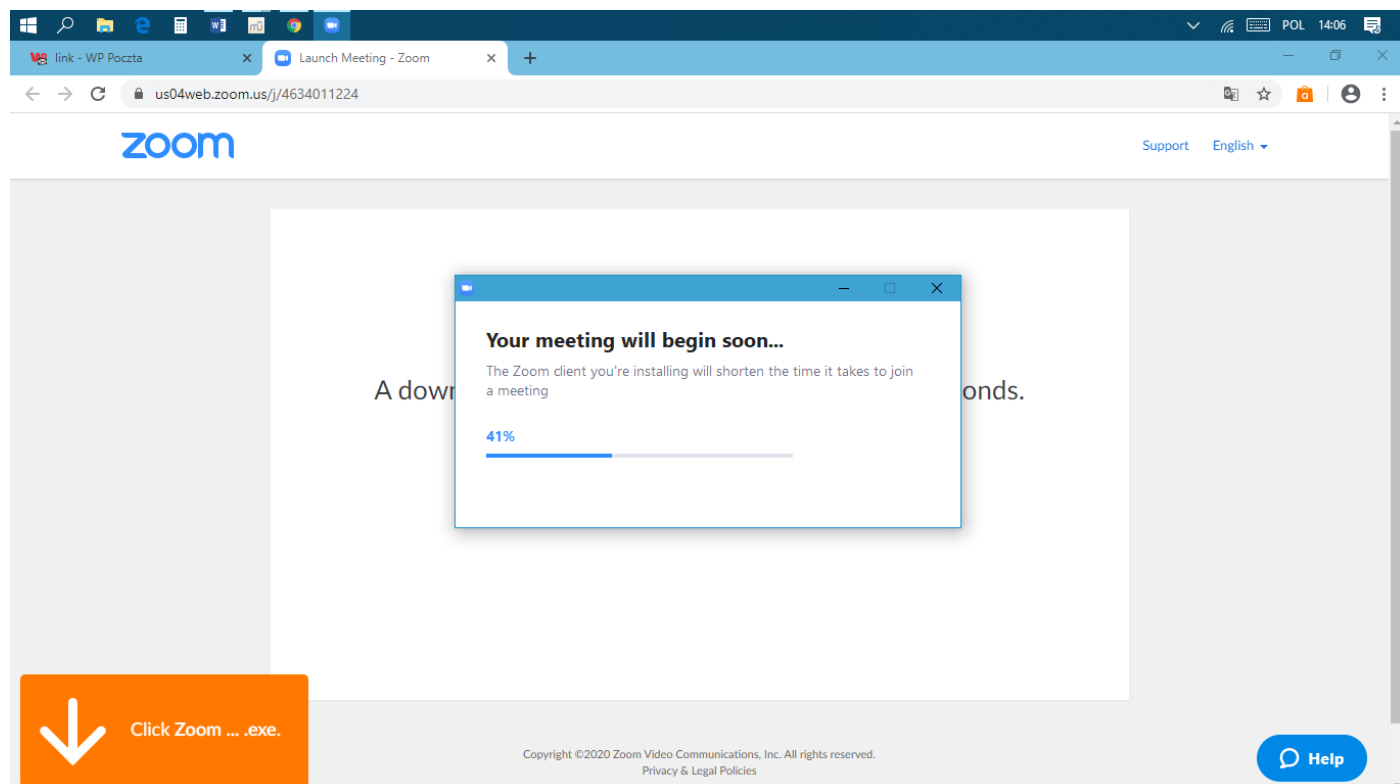 W
mū
POL 14:06
link - WP Poczta
Launch Meeting - Zoom
us04web.zoom.us/j/4634011224
a
zoom
Support English
Your meeting will begin soon...
The Zoom client you're installing will shorten the time it takes to join
a meeting
A dow
onds.
41%
Click Zoom ... .exe.
Copyright ©2020 Zoom Video Communications, Inc. All rights reserved.
Privacy & Legal Policies
Help